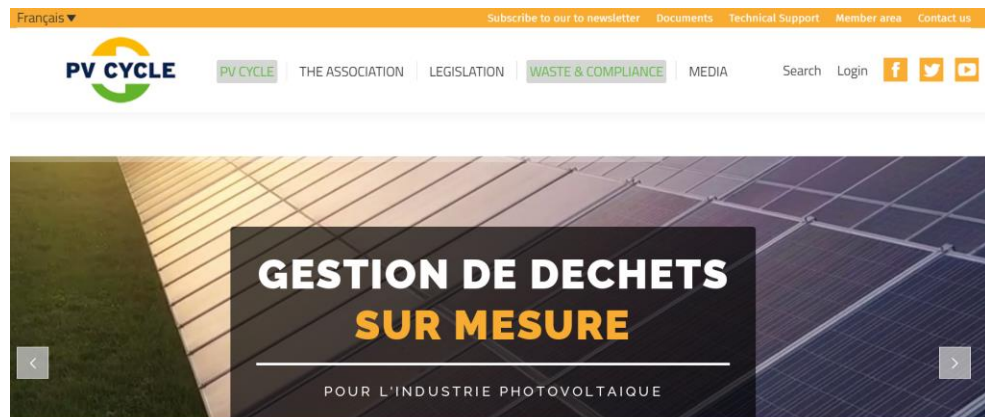 Français ▼
Subscribe to our to newsletter Documents Technical Support Member area Contact us
PV CYCLE
PV CYCLE THE ASSOCIATION LEGISLATION WASTE & COMPLIANCE MEDIA Search Login
GESTION DE DECHETS
SUR MESURE
POUR L'INDUSTRIE PHOTOVOLTAIQUE